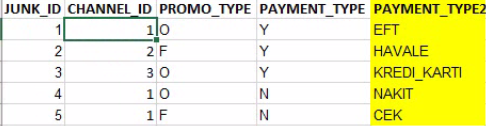 JUNK_ID CHANNEL_ID PROMO_TYPE PAYMENT_TYPE PAYMENT_TYPE2
1 1 O Y EFT
2 2 F Y HAVALE
3 3 O Y KREDI_KARTI
4 1 O N NAKIT
5 1 F N CEK